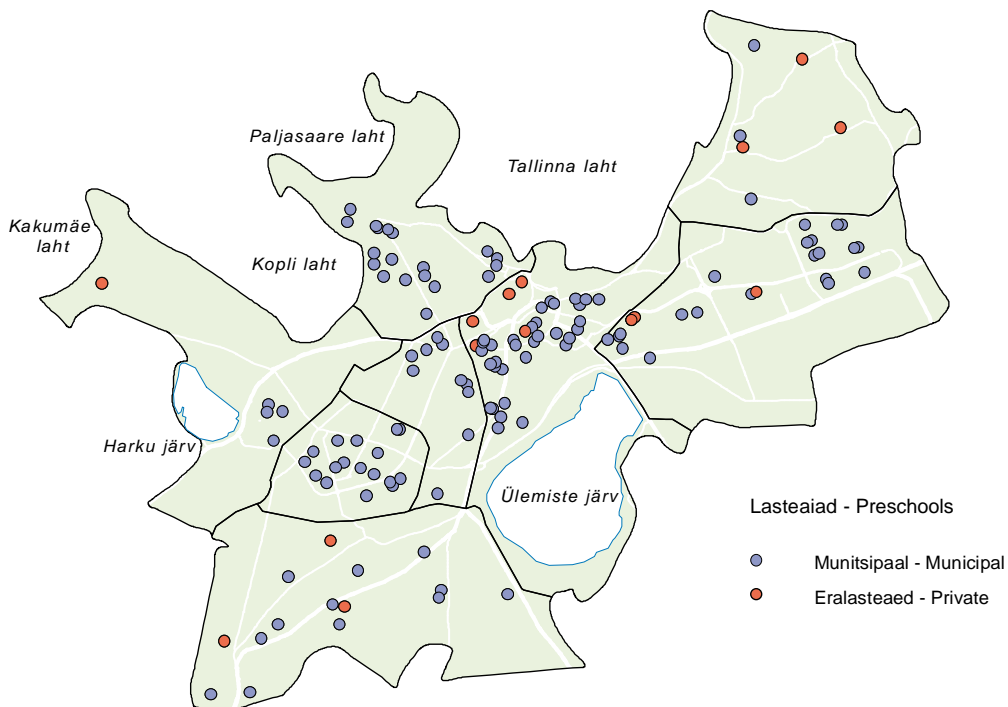 Paljasaare laht
Tallinna laht
Kakumäe
laht
Kopli laht
Harku järv
Ülemiste järv
Lasteaiad - Preschools
Munitsipaal - Municipal
Eralasteaed - Private